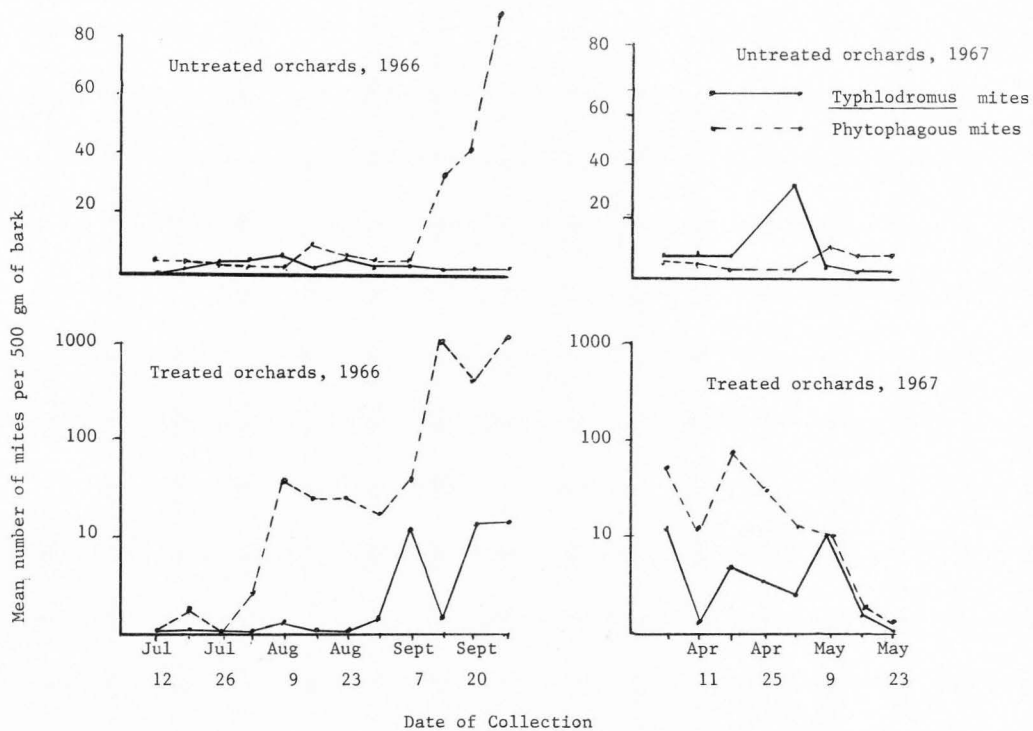 Mean number of mites per 500 gm of bark
Untreated orchards, 1966
80
60
40
20
Untreated orchards, 1967
Typhlodromus mites
Phytophagous mites
80
60
40
20
Treated orchards, 1966
1000
100
10
Jul Jul Aug Aug Sept Sept
12 26 9 23 7 20
Treated orchards, 1967
1000
100
10
Apr Apr May May
11 25 9 23
Date of Collection